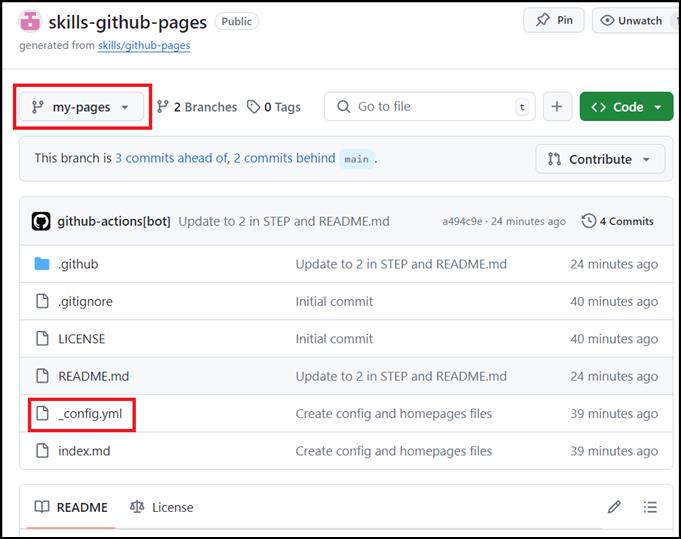 skills-github-pages Public Pin Unwatch
generated from skills/github-pages
my-pages 2 Branches 0 Tags Go to file t + <> Code
This branch is 3 commits ahead of, 2 commits behind main . Contribute
github-actions[bot] Update to 2 in STEP and README.md a494c9e · 24 minutes ago 4 Commits
.github Update to 2 in STEP and README.md 24 minutes ago
.gitignore Initial commit 40 minutes ago
LICENSE Initial commit 40 minutes ago
README.md Update to 2 in STEP and README.md 24 minutes ago
_config.yml Create config and homepages files 39 minutes ago
index.md Create config and homepages files 39 minutes ago
README License